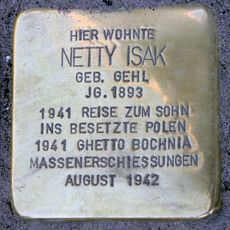 HIER WOHNTE
NETTY ISAK
GEB. GEHL
JG. 1893
1941 REISE ZUM SOHN
INS BESETZTE POLEN
1941 GHETTO BOCHNIA
MASSENERSCHIESSUNGEN
AUGUST 1942